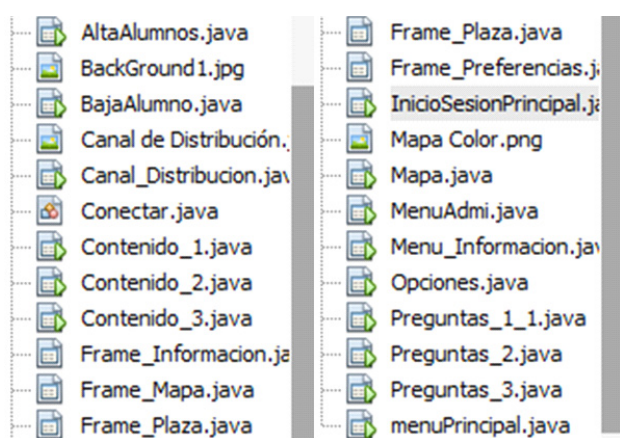 AltaAlumnos.java
BackGround1.jpg
BajaAlumno.java
Canal de Distribución.
Canal_Distribucion.jav
Conectar.java
Contenido_1.java
Contenido_2.java
Contenido_3.java
Frame_Informacion.ja
Frame_Mapa.java
Frame_Plaza.java
Frame_Plaza.java
Frame_Preferencias.ja
InicioSesionPrincipal.ja
Mapa Color.png
Mapa.java
MenuAdmi.java
Menu_Informacion.jav
Opciones.java
Preguntas_1_1.java
Preguntas_2.java
Preguntas_3.java
menuPrincipal.java